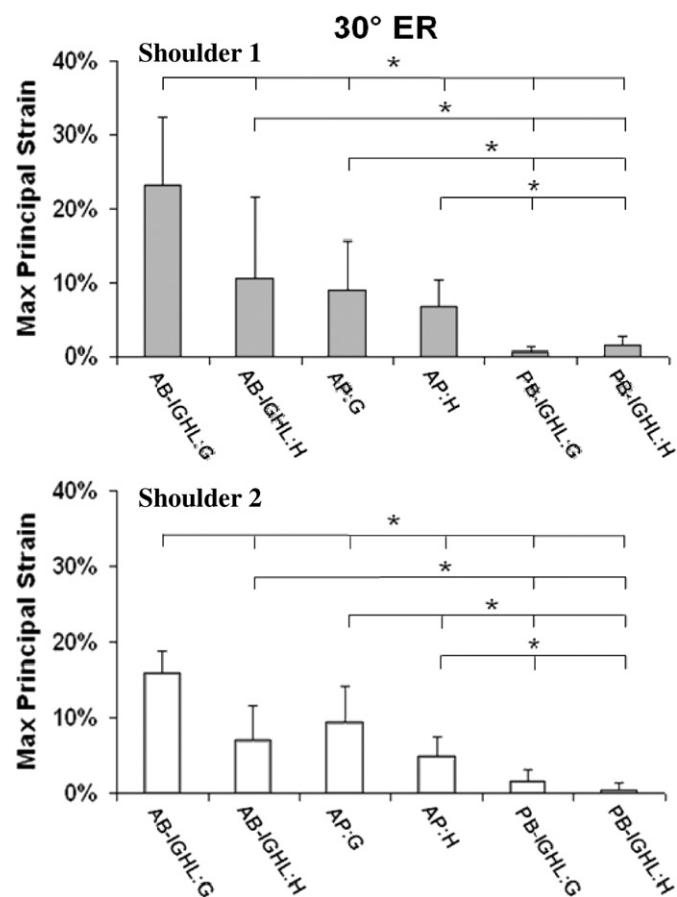 30° ER
Shoulder 1
*
*
*
*
Max Principal Strain
40%
30%
20%
10%
0%
AB-IGHL:G
AB-IGHL:H
AP:G
AP:H
PB-IGHL:G
PB-IGHL:H
Shoulder 2
*
*
*
*
Max Principal Strain
40%
30%
20%
10%
0%
AB-IGHL:G
AB-IGHL:H
AP:G
AP:H
PB-IGHL:G
PB-IGHL:H